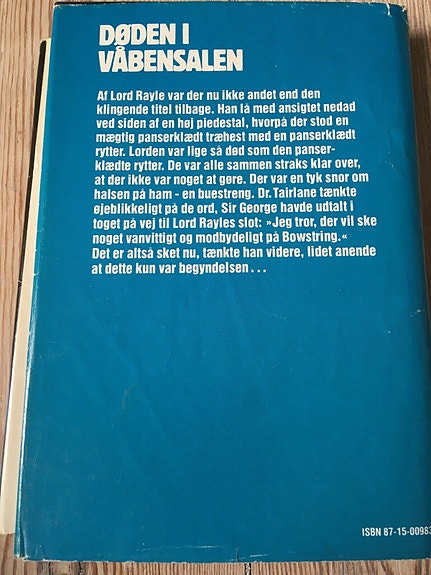 DØDEN I
VÅBENSALEN
Af Lord Rayle var der nu ikke andet end den
klingende titel tilbage. Han lå med ansigtet nedad
ved siden af en høj piedestal, hvorpå der stod en
mægtig panserklædt træhest med en panserklædt
rytter. Lorden var lige så død som den panser-
klædte rytter. De var alle sammen straks klar over,
at der ikke var noget at gøre. Der var en tyk snor om
halsen på ham - en buestreng. Dr. Tairlane tænkte
øjeblikkeligt på de ord, Sir George havde udtalt i
toget på vej til Lord Rayles slot: »Jeg tror, der vil ske
noget vanvittigt og modbydeligt på Bowstring.«
Det er altså sket nu, tænkte han videre, lidet anende
at dette kun var begyndelsen ...
ISBN 87-15-00983